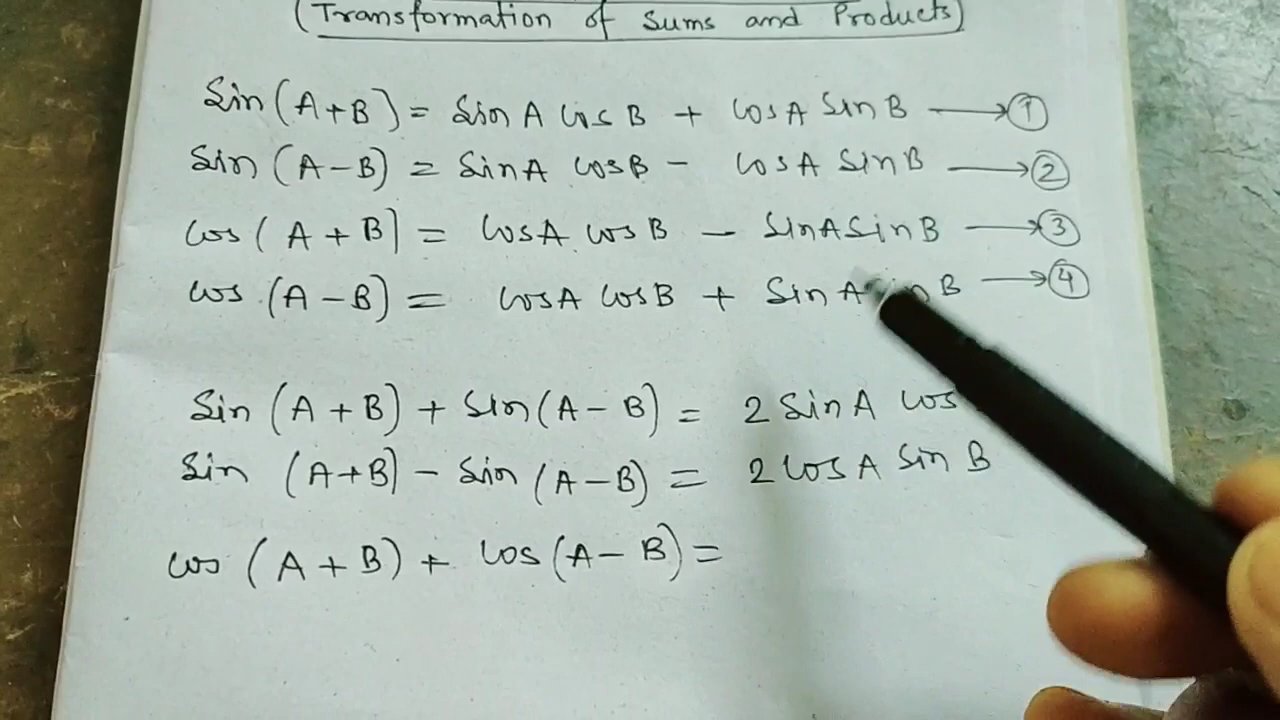 (Transformation of Sums and Products)
Sin(A+B) = Sin A Cos B + Cos A Sin B → ①
Sin (A-B) = Sin A Cos B - Cos A Sin B → ②
Cos (A+B) = Cos A. Cos B - Sin A Sin B → ③
Cos (A-B) = Cos A Cos B + Sin A B → ④
Sin (A+B) + Sin (A-B) = 2 Sin A Cos
Sin (A+B) - Sin (A-B) = 2 Cos A Sin B
Cos (A+B) + Cos (A-B) =